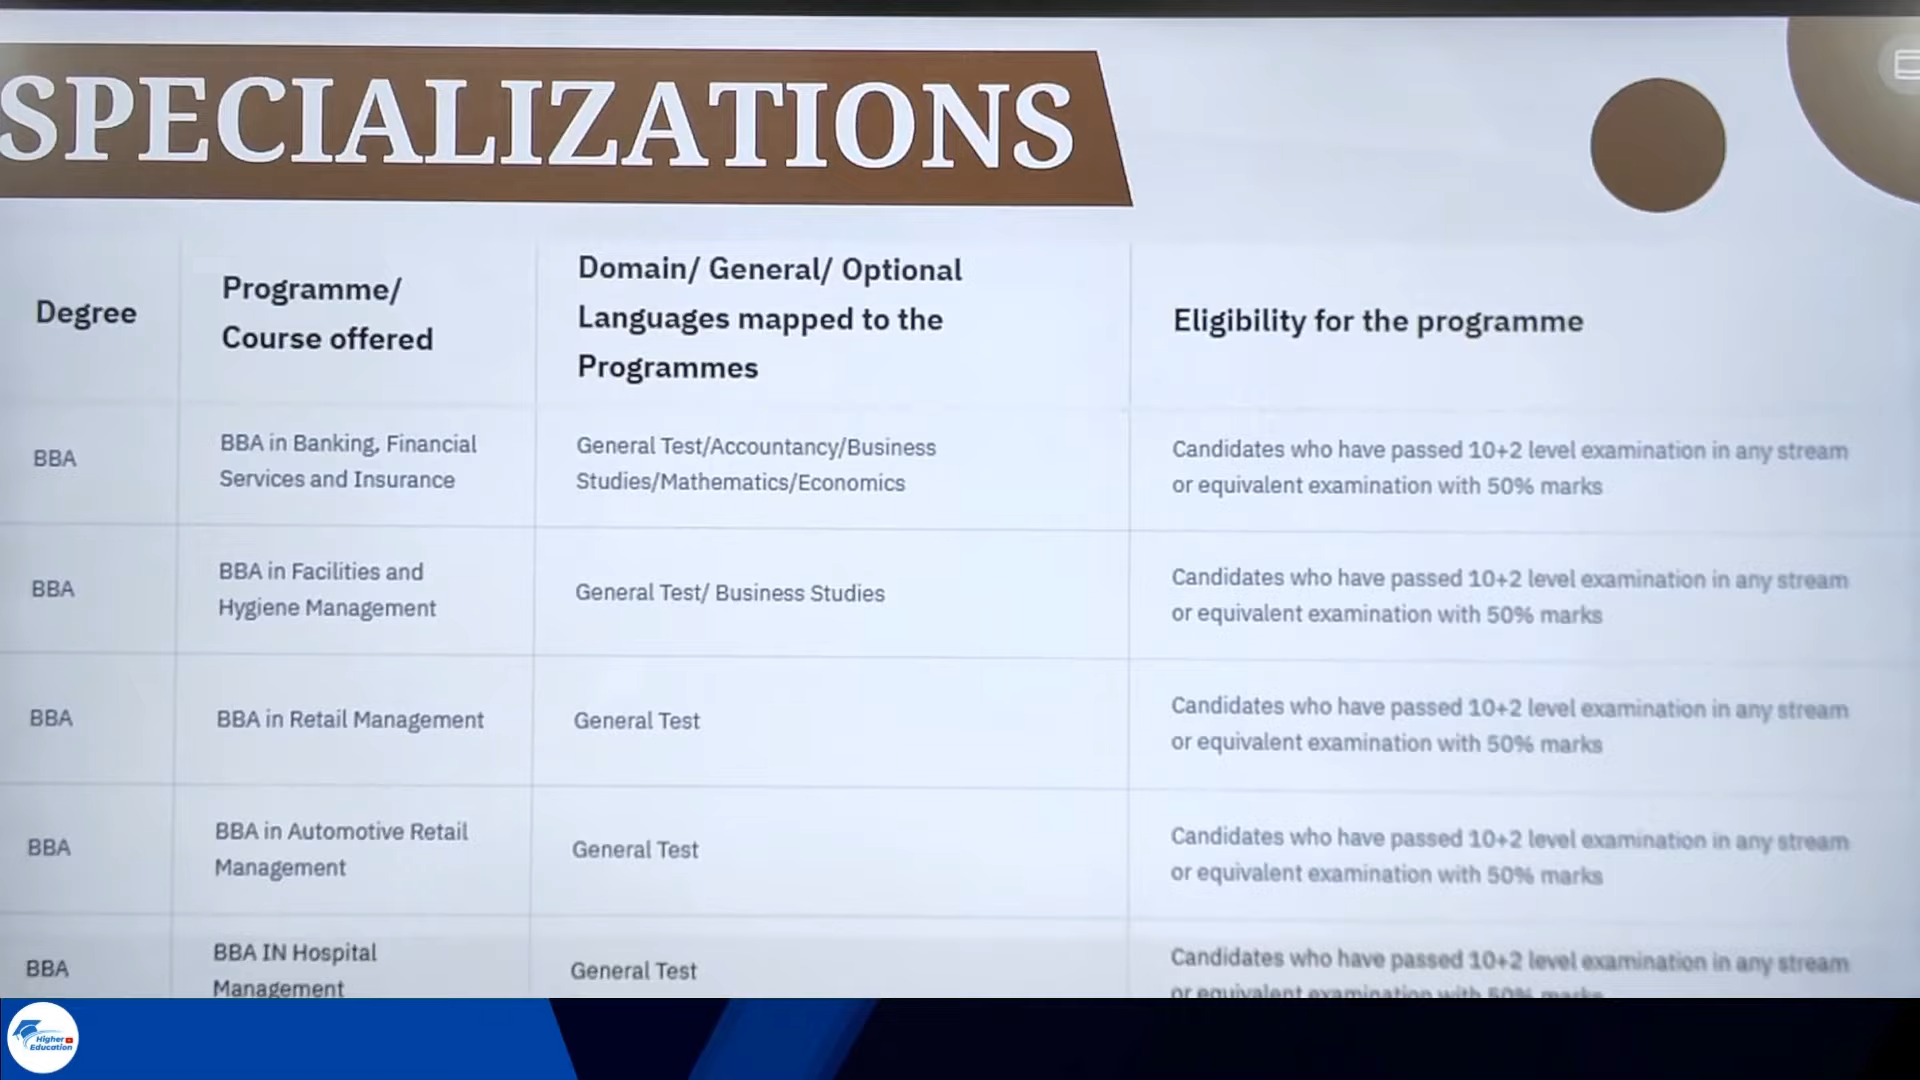 SPECIALIZATIONS
Degree
Programme/
Course offered
Domain/ General/ Optional
Languages mapped to the
Programmes
Eligibility for the programme
BBA
BBA in Banking, Financial
Services and Insurance
General Test/Accountancy/Business
Studies/Mathematics/Economics
Candidates who have passed 10+2 level examination in any stream
or equivalent examination with 50% marks
BBA
BBA in Facilities and
Hygiene Management
General Test/ Business Studies
Candidates who have passed 10+2 level examination in any stream
or equivalent examination with 50% marks
BBA
BBA in Retail Management
General Test
Candidates who have passed 10+2 level examination in any stream
or equivalent examination with 50% marks
BBA
BBA in Automotive Retail
Management
General Test
Candidates who have passed 10+2 level examination in any stream
or equivalent examination with 50% marks
BBA
BBA IN Hospital
Management
General Test
Candidates who have passed 10+2 level examination in any stream
or equivalent examination with 50% marks
Higher
Education